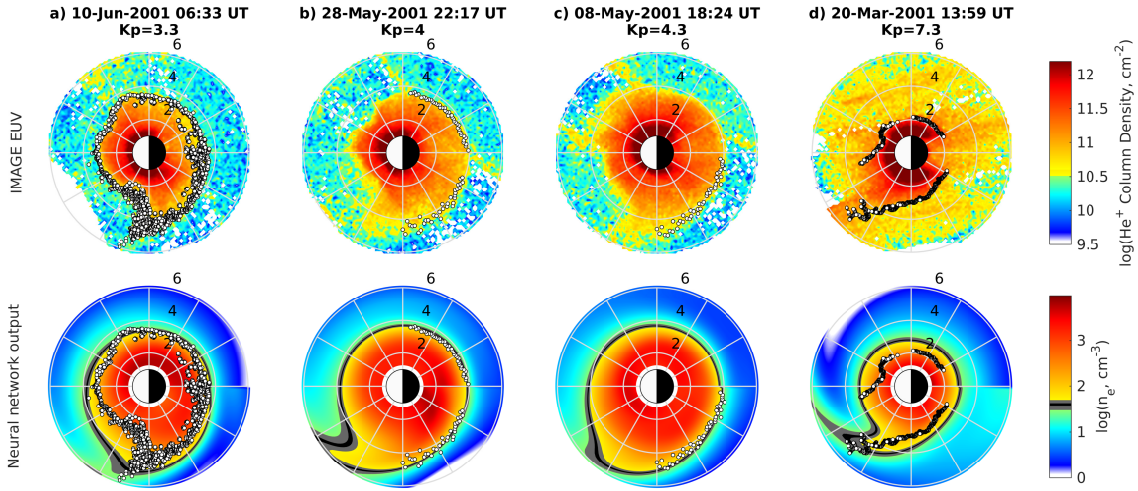 a) 10-Jun-2001 06:33 UT
Kp=3.3
b) 28-May-2001 22:17 UT
Kp=4
c) 08-May-2001 18:24 UT
Kp=4.3
d) 20-Mar-2001 13:59 UT
Kp=7.3
IMAGE EUV
6
4
2
6
4
2
6
4
2
6
4
2
12
11.5
11
10.5
10
9.5
log(He+ Column Density, cm-2)
Neural network output
6
4
2
6
4
2
6
4
2
6
4
2
3
2
1
0
log(ne, cm-3)